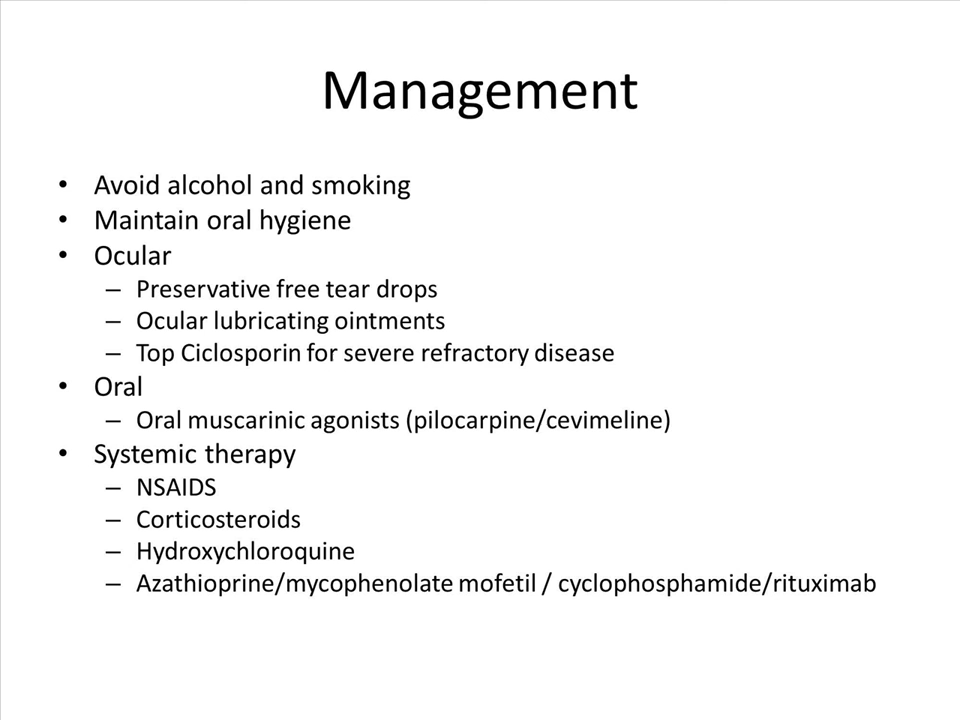 Management
• Avoid alcohol and smoking
• Maintain oral hygiene
• Ocular
– Preservative free tear drops
– Ocular lubricating ointments
– Top Ciclosporin for severe refractory disease
• Oral
– Oral muscarinic agonists (pilocarpine/cevimeline)
• Systemic therapy
– NSAIDS
– Corticosteroids
– Hydroxychloroquine
– Azathioprine/mycophenolate mofetil / cyclophosphamide/rituximab